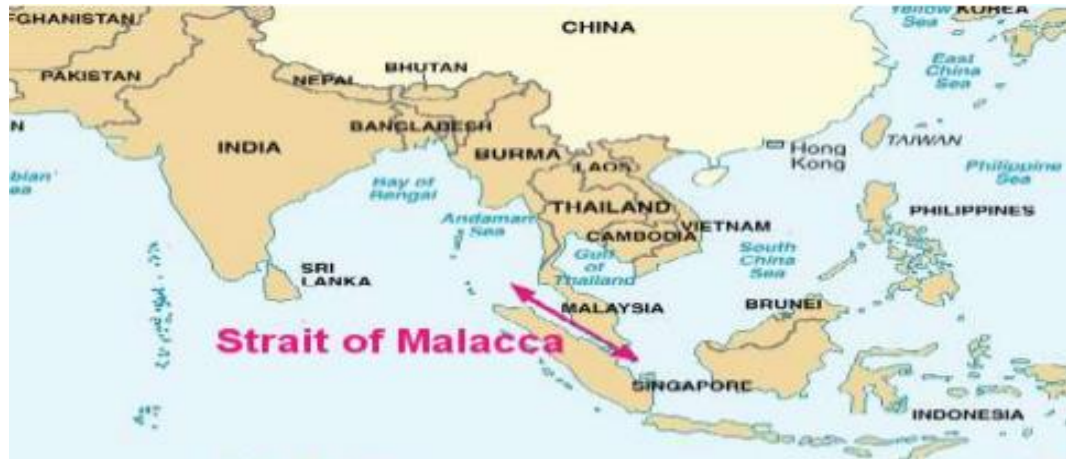 AFGHANISTAN
PAKISTAN
NEPAL
BHUTAN
CHINA
Yellow
Sea
KOREA
East
China
Sea
BANGLADESH
INDIA
BURMA
LAOS
Hong
Kong
TAIWAN
Philippine
Sea
Bay of
Bengal
Andaman
Sea
THAILAND
CAMBODIA
VIETNAM
Gulf
of
Thailand
South
China
Sea
PHILIPPINES
SRI
LANKA
MALAYSIA
BRUNEI
Strait of Malacca
SINGAPORE
INDONESIA